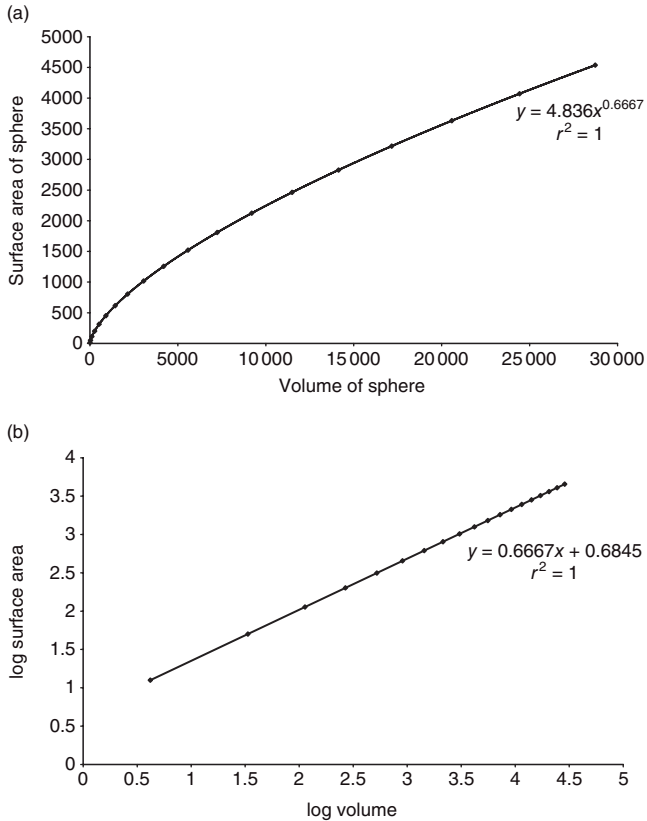 (a)
5000
4500
4000
3500
3000
2500
2000
1500
1000
500
0
Surface area of sphere
y = 4.836x^0.6667
r² = 1
0 5000 10 000 15 000 20 000 25 000 30 000
Volume of sphere
(b)
4
3.5
3
2.5
2
1.5
1
0.5
0
log surface area
y = 0.6667x + 0.6845
r² = 1
0 0.5 1 1.5 2 2.5 3 3.5 4 4.5 5
log volume